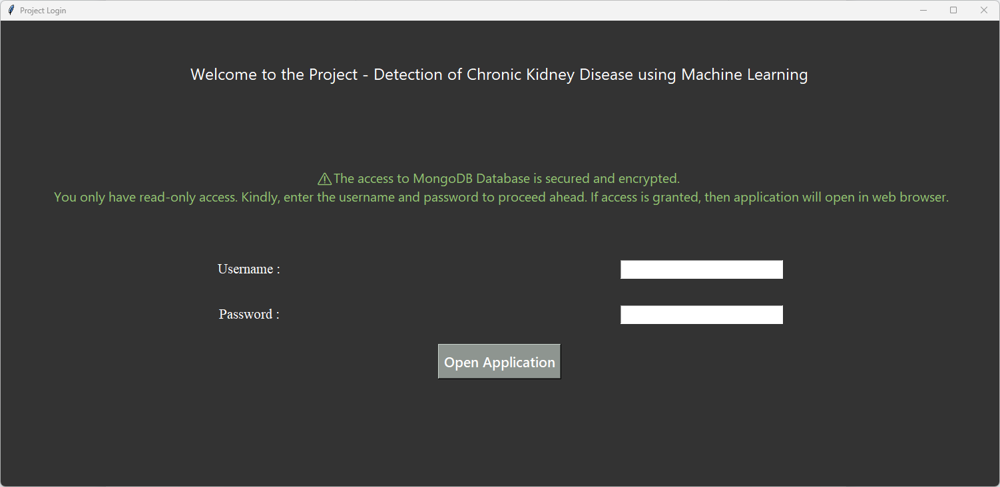 Project Login
Welcome to the Project - Detection of Chronic Kidney Disease using Machine Learning
⚠The access to MongoDB Database is secured and encrypted.
You only have read-only access. Kindly, enter the username and password to proceed ahead. If access is granted, then application will open in web browser.
Username :
Password :
Open Application